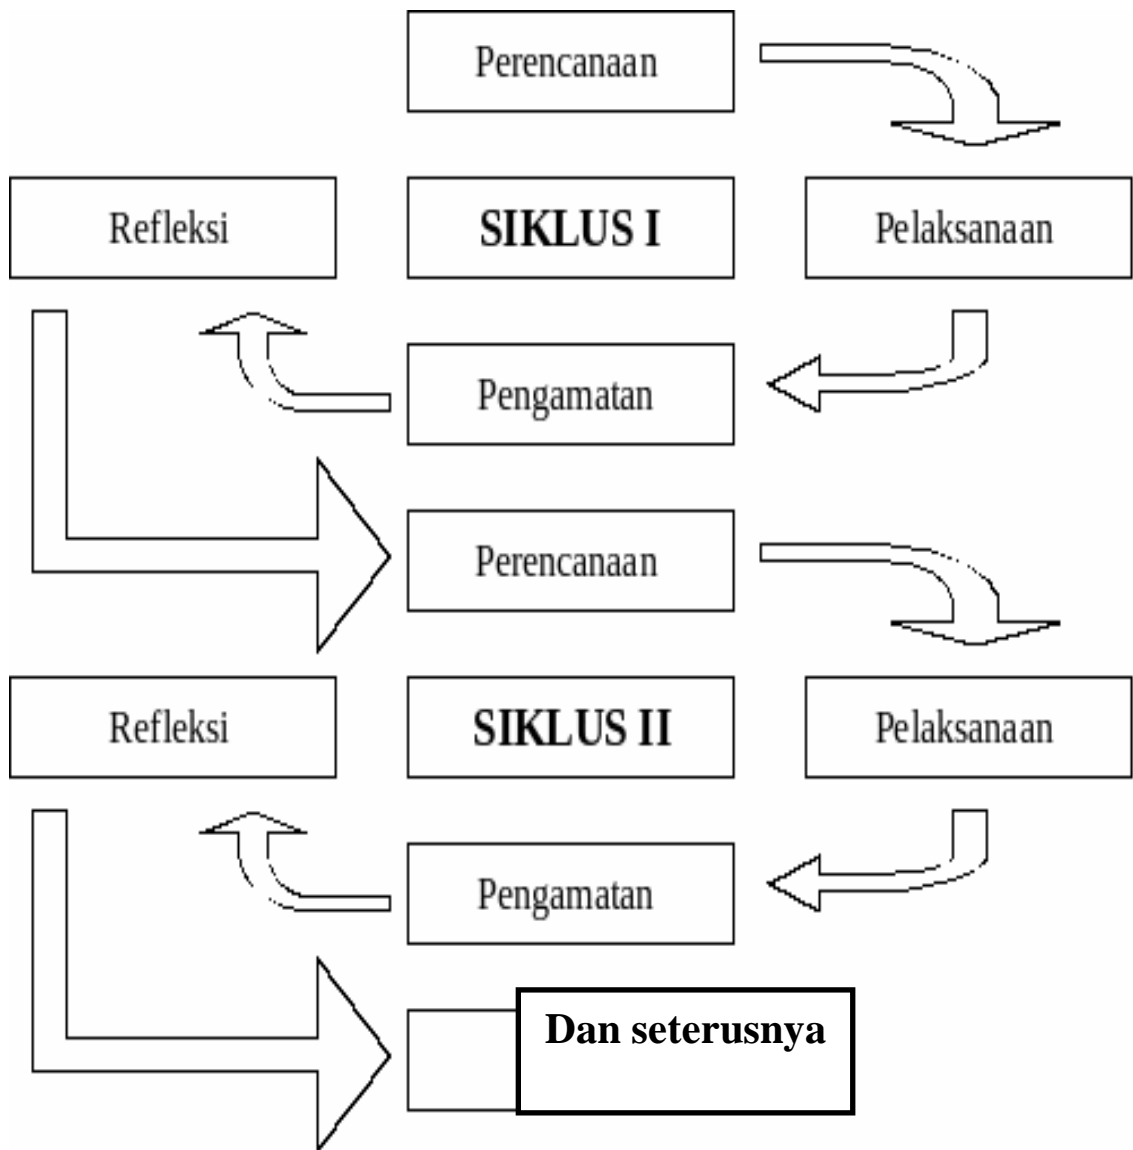 Perencanaan
Refleksi
SIKLUS I
Pelaksanaan
Pengamatan
Perencanaan
Refleksi
SIKLUS II
Pelaksanaan
Pengamatan
Dan seterusnya